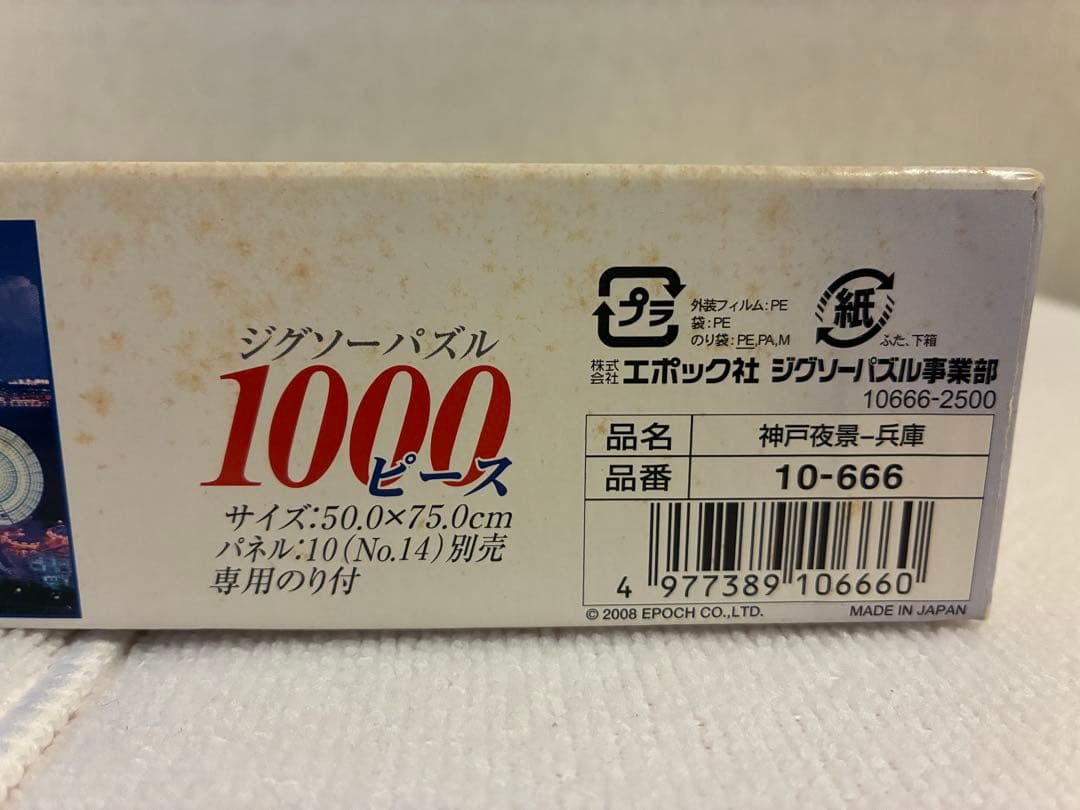 ジグソーパズル
1000
ピース
サイズ:50.0×75.0cm
パネル:10(No.14)別売
専用のり付
プラ
外装フィルム:PE
袋:PE
のり袋:PE,PA,M
紙
ふた、下箱
株式会社 エポック社 ジグソーパズル事業部
10666-2500
品名 神戸夜景−兵庫
品番 10-666
4 977389 106660
© 2008 EPOCH CO.,LTD. MADE IN JAPAN